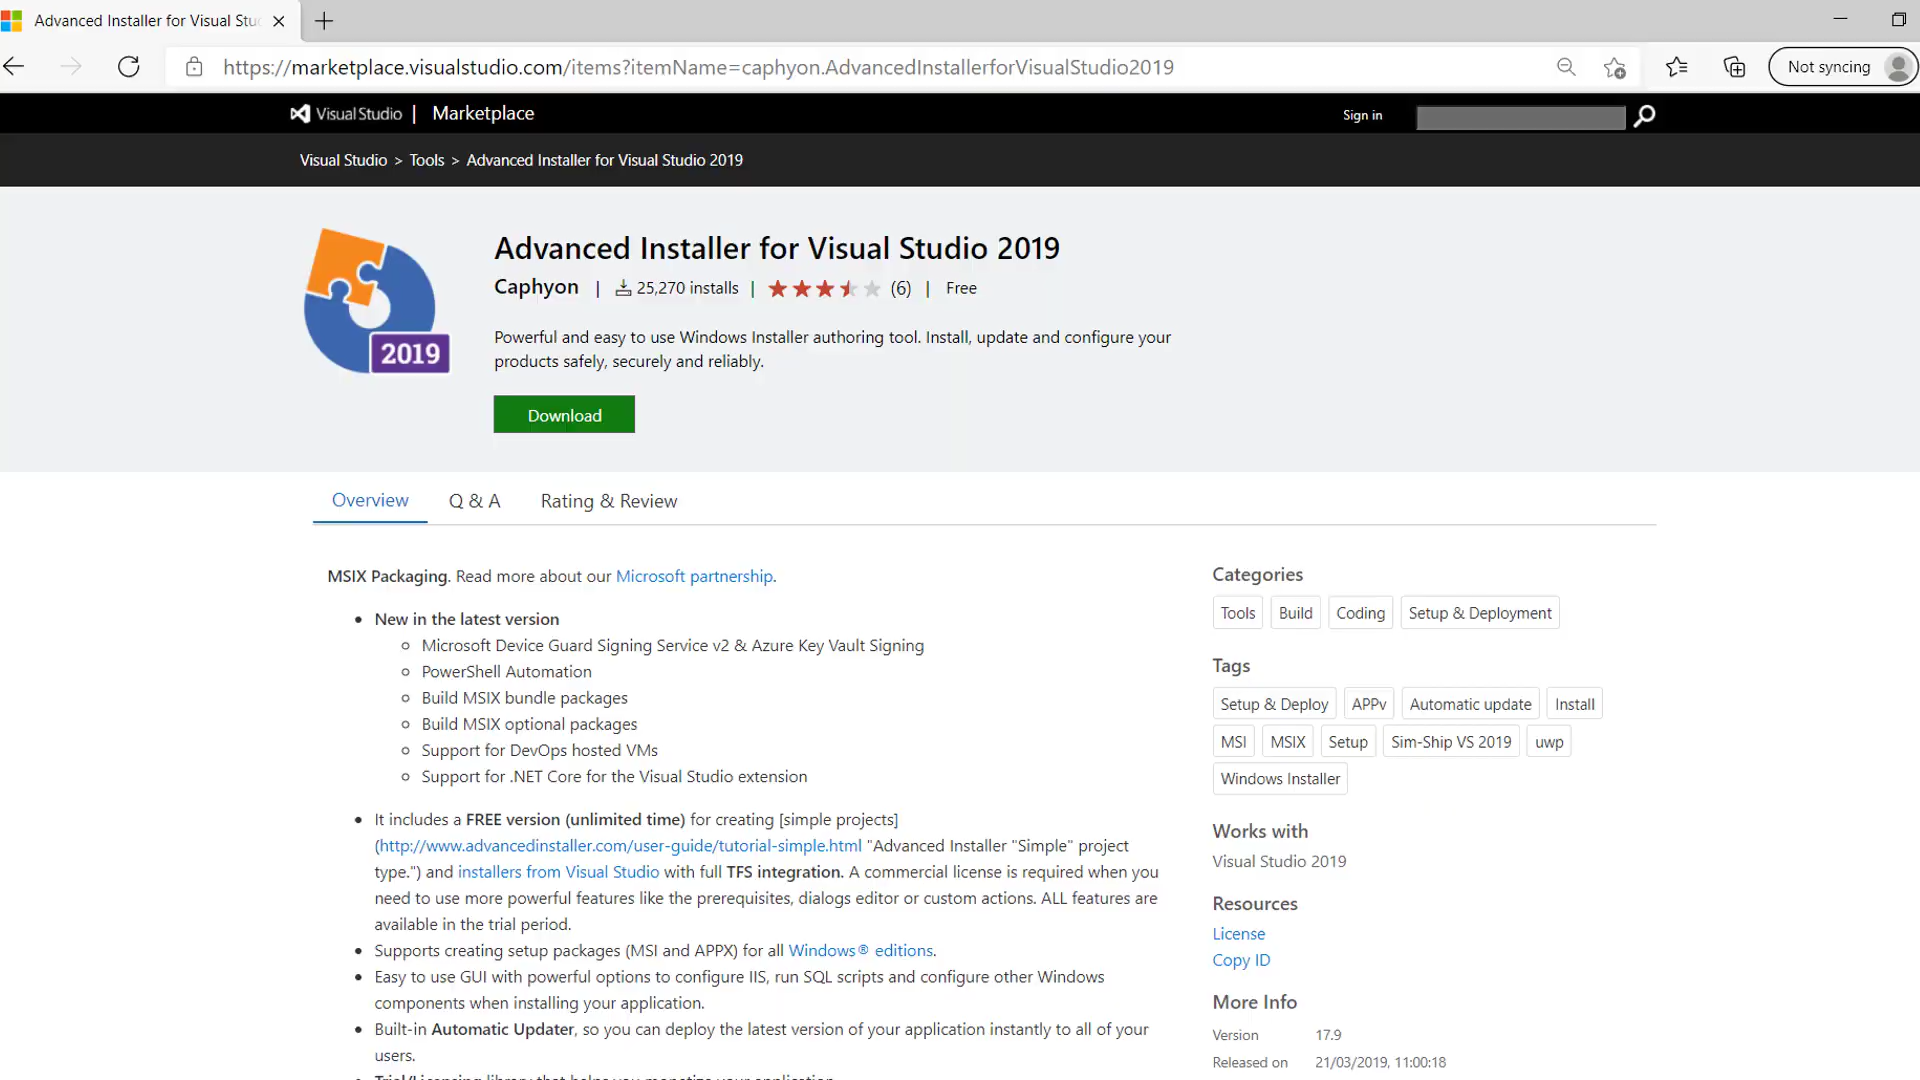 Advanced Installer for Visual Stu
https://marketplace.visualstudio.com/items?itemName=caphyon.AdvancedInstallerforVisualStudio2019
Not syncing
Visual Studio | Marketplace
Sign in
Visual Studio > Tools > Advanced Installer for Visual Studio 2019
2019
Advanced Installer for Visual Studio 2019
Caphyon | 25,270 installs | (6) | Free
Powerful and easy to use Windows Installer authoring tool. Install, update and configure your
products safely, securely and reliably.
Download
Overview Q & A Rating & Review
MSIX Packaging. Read more about our Microsoft partnership.
New in the latest version
Microsoft Device Guard Signing Service v2 & Azure Key Vault Signing
PowerShell Automation
Build MSIX bundle packages
Build MSIX optional packages
Support for DevOps hosted VMs
Support for .NET Core for the Visual Studio extension
It includes a FREE version (unlimited time) for creating [simple projects]
(http://www.advancedinstaller.com/user-guide/tutorial-simple.html "Advanced Installer "Simple" project
type.") and installers from Visual Studio with full TFS integration. A commercial license is required when you
need to use more powerful features like the prerequisites, dialogs editor or custom actions. ALL features are
available in the trial period.
Supports creating setup packages (MSI and APPX) for all Windows® editions.
Easy to use GUI with powerful options to configure IIS, run SQL scripts and configure other Windows
components when installing your application.
Built-in Automatic Updater, so you can deploy the latest version of your application instantly to all of your
users.
Trial/Licensing library that helps you monetize your application
Categories
Tools Build Coding Setup & Deployment
Tags
Setup & Deploy APPv Automatic update Install
MSI MSIX Setup Sim-Ship VS 2019 uwp
Windows Installer
Works with
Visual Studio 2019
Resources
License
Copy ID
More Info
Version 17.9
Released on 21/03/2019, 11:00:18